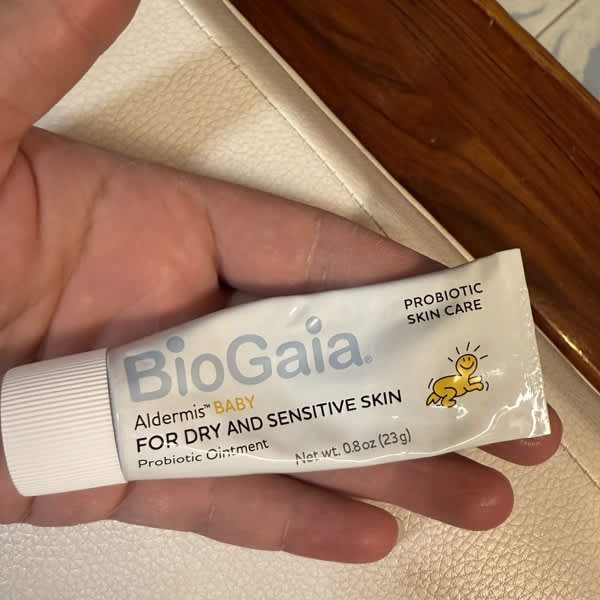 PROBIOTIC
SKIN CARE
BioGaia®
Aldermis™ BABY
FOR DRY AND SENSITIVE SKIN
Probiotic Ointment
Net wt. 0.8 oz (23g)